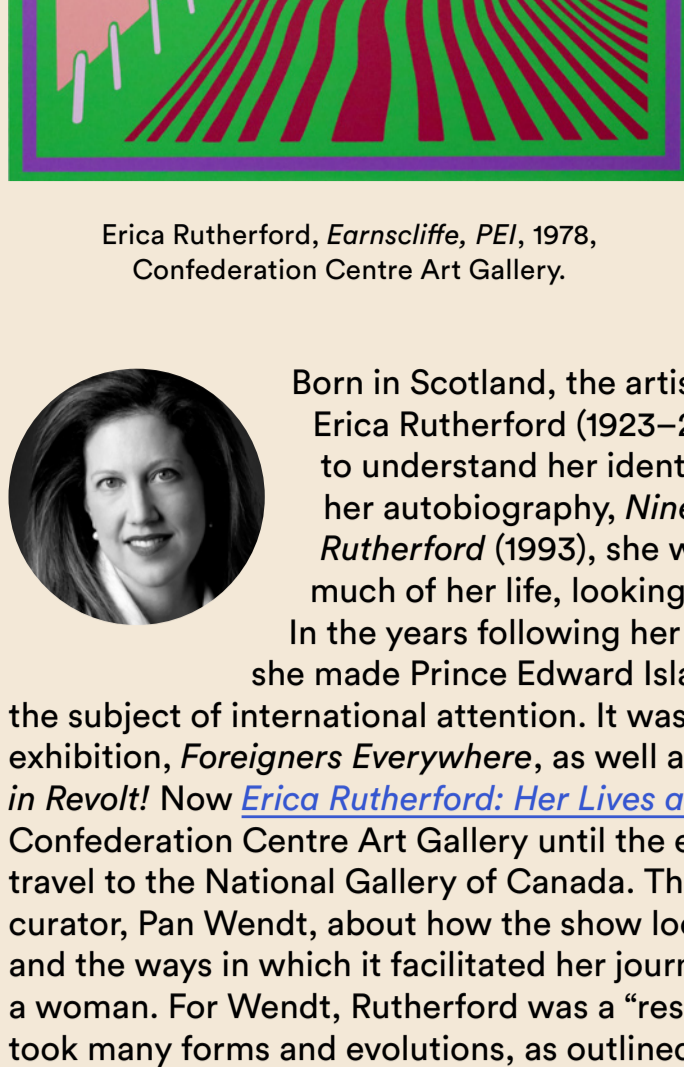 Erica Rutherford, Earnscliffe, PEI, 1978,
Confederation Centre Art Gallery.
Born in Scotland, the artis
Erica Rutherford (1923–2
to understand her ident
her autobiography, Nine
Rutherford (1993), she w
much of her life, looking
In the years following her
she made Prince Edward Isla
the subject of international attention. It was
exhibition, Foreigners Everywhere, as well a
in Revolt! Now Erica Rutherford: Her Lives a
Confederation Centre Art Gallery until the e
travel to the National Gallery of Canada. Th
curator, Pan Wendt, about how the show loo
and the ways in which it facilitated her journ
a woman. For Wendt, Rutherford was a “res
took many forms and evolutions, as outlined